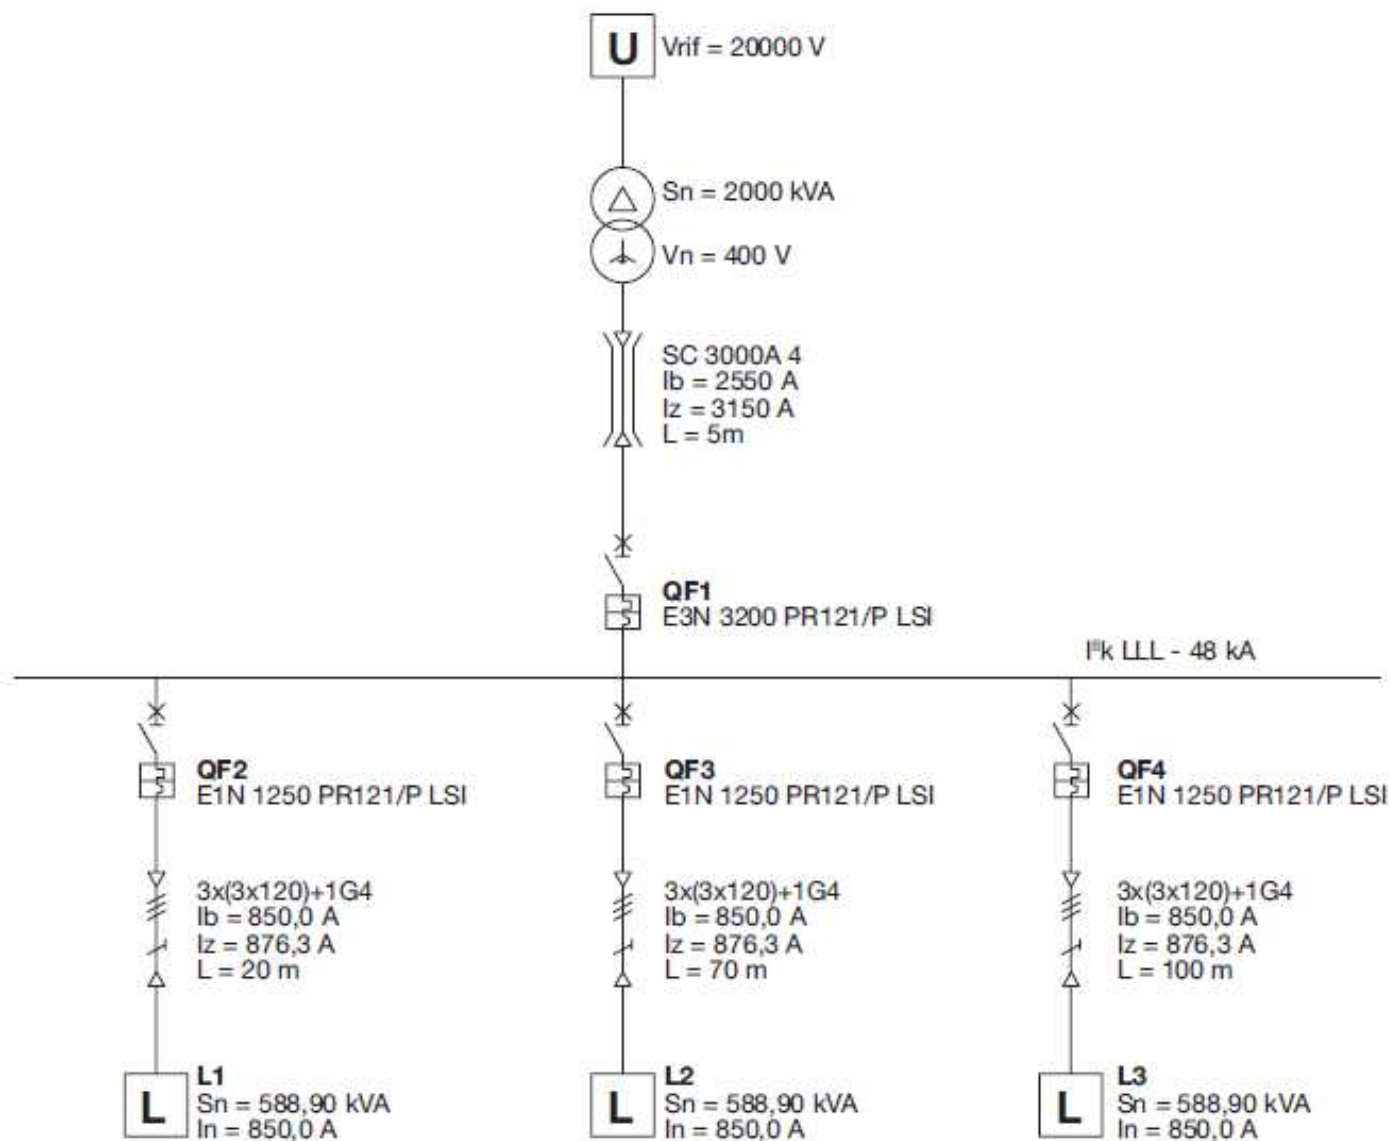 U
Vrif = 20000 V
Sn = 2000 kVA
Vn = 400 V
SC 3000A 4
Ib = 2550 A
Iz = 3150 A
L = 5m
QF1
E3N 3200 PR121/P LSI
I"k LLL - 48 kA
QF2
E1N 1250 PR121/P LSI
3x(3x120)+1G4
Ib = 850,0 A
Iz = 876,3 A
L = 20 m
L
L1
Sn = 588,90 kVA
In = 850,0 A
QF3
E1N 1250 PR121/P LSI
3x(3x120)+1G4
Ib = 850,0 A
Iz = 876,3 A
L = 70 m
L
L2
Sn = 588,90 kVA
In = 850,0 A
QF4
E1N 1250 PR121/P LSI
3x(3x120)+1G4
Ib = 850,0 A
Iz = 876,3 A
L = 100 m
L
L3
Sn = 588,90 kVA
In = 850,0 A